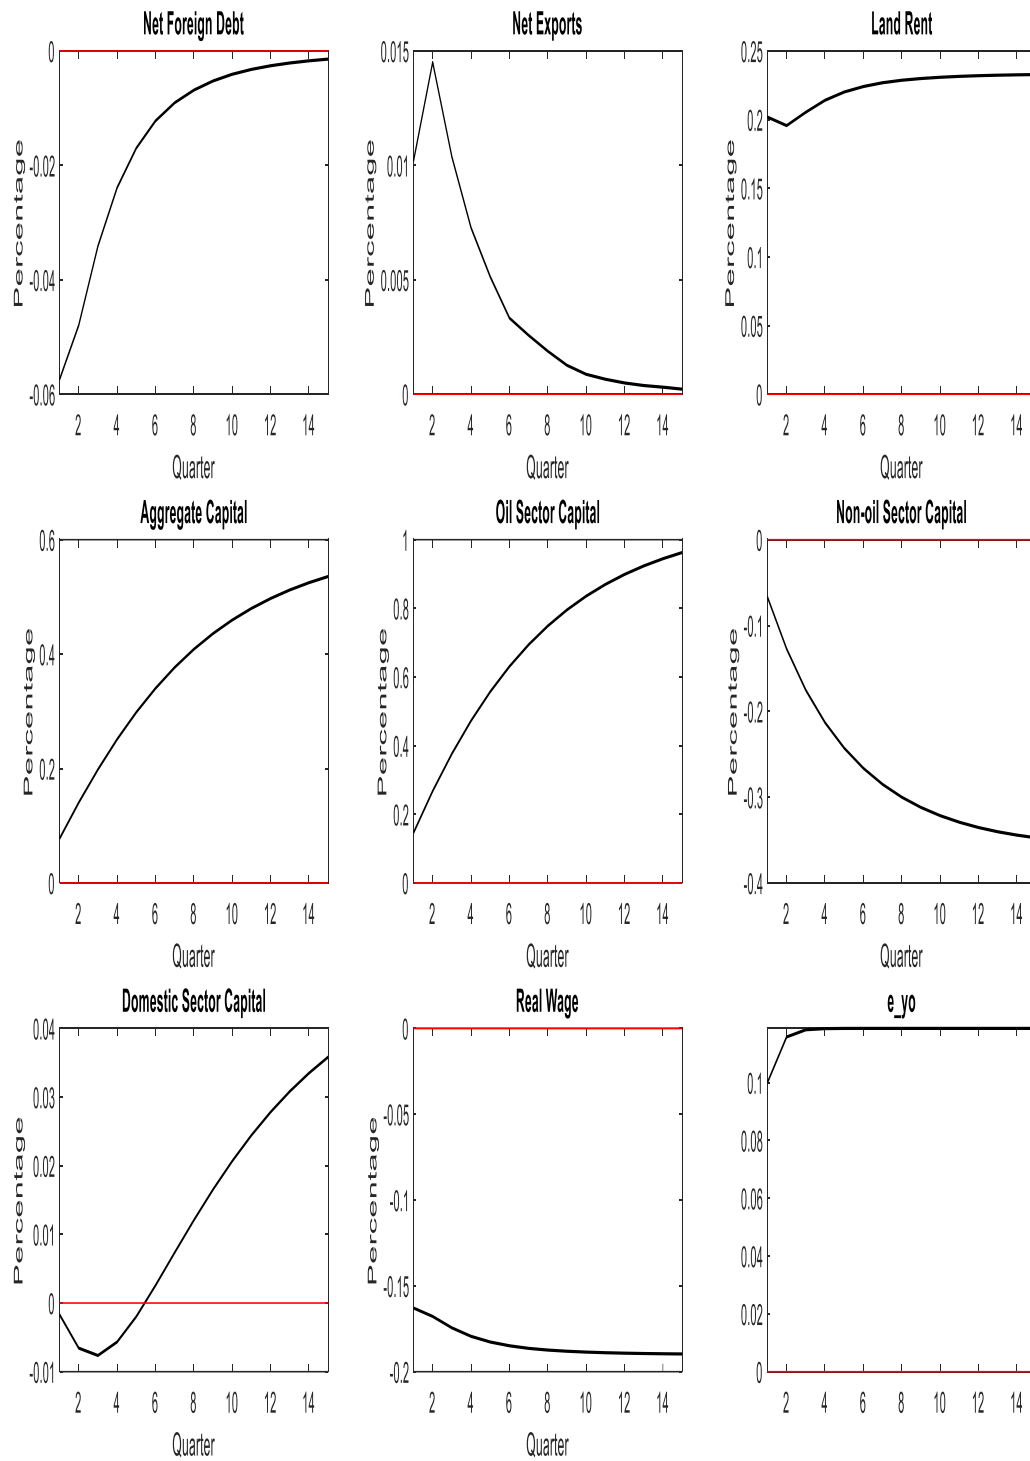 Net Foreign Debt
Net Exports
Land Rent
0
-0.02
-0.04
-0.06
Percentage
2 4 6 8 10 12 14
Quarter
0.015
0.01
0.005
0
Percentage
2 4 6 8 10 12 14
Quarter
0.25
0.2
0.15
0.1
0.05
0
Percentage
2 4 6 8 10 12 14
Quarter
Aggregate Capital
Oil Sector Capital
Non-oil Sector Capital
0.6
0.4
0.2
0
Percentage
2 4 6 8 10 12 14
Quarter
1
0.8
0.6
0.4
0.2
0
Percentage
2 4 6 8 10 12 14
Quarter
0
-0.1
-0.2
-0.3
-0.4
Percentage
2 4 6 8 10 12 14
Quarter
Domestic Sector Capital
Real Wage
e_yo
0.04
0.03
0.02
0.01
0
-0.01
Percentage
2 4 6 8 10 12 14
Quarter
0
-0.05
-0.1
-0.15
-0.2
Percentage
2 4 6 8 10 12 14
Quarter
0.1
0.08
0.06
0.04
0.02
0
2 4 6 8 10 12 14